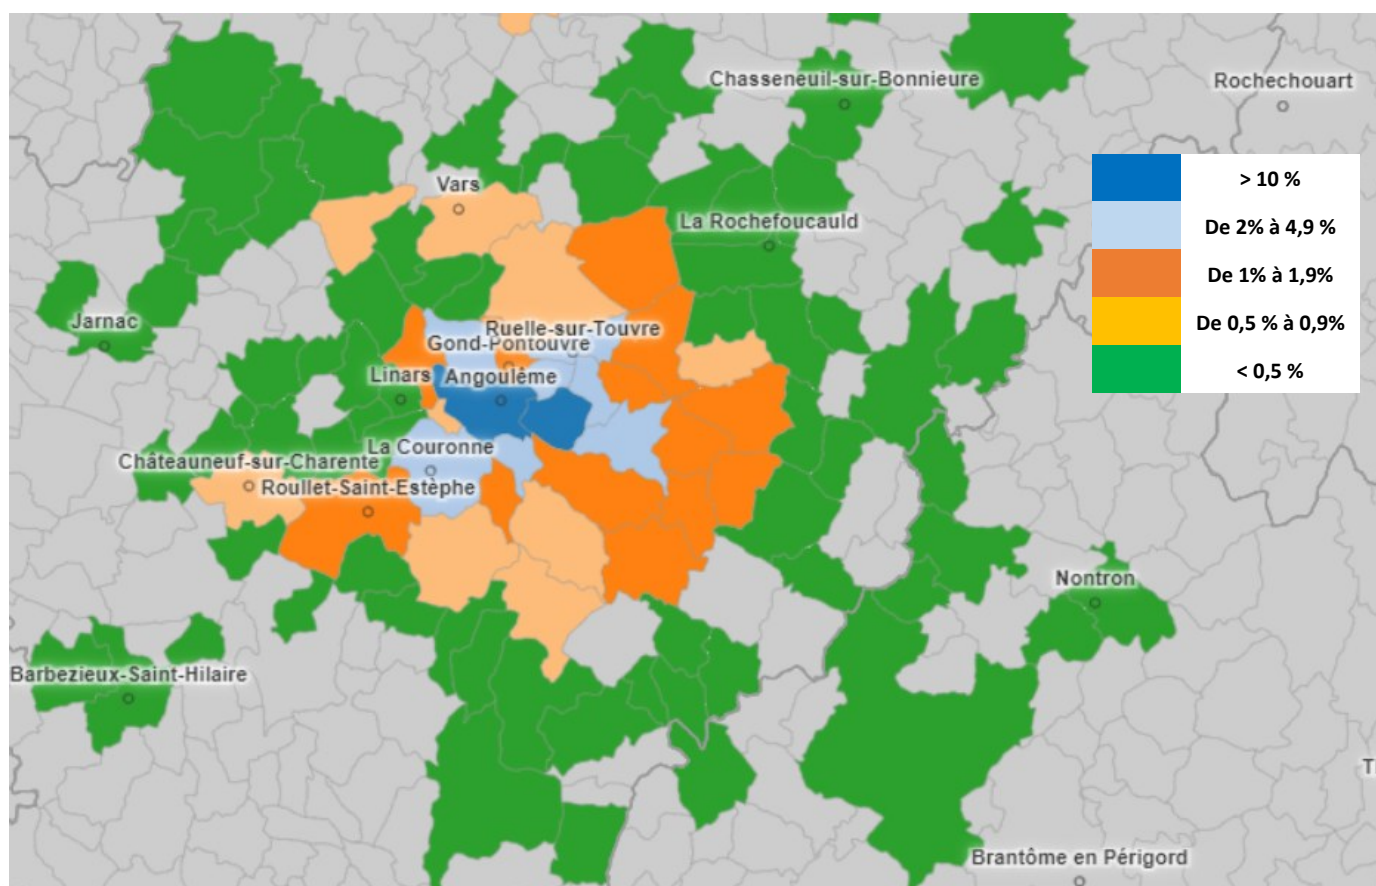 Chasseneuil-sur-Bonnieure
Rochechouart
> 10 %
Vars
La Rochefoucauld
De 2% à 4,9 %
De 1% à 1,9%
Jarnac
Ruelle-sur-Touvre
De 0,5 % à 0,9%
Gond-Pontouvre
Linars
Angoulême
< 0,5 %
La Couronne
Châteauneuf-sur-Charente
Roullet-Saint-Estèphe
Nontron
Barbezieux-Saint-Hilaire
Brantôme en Périgord